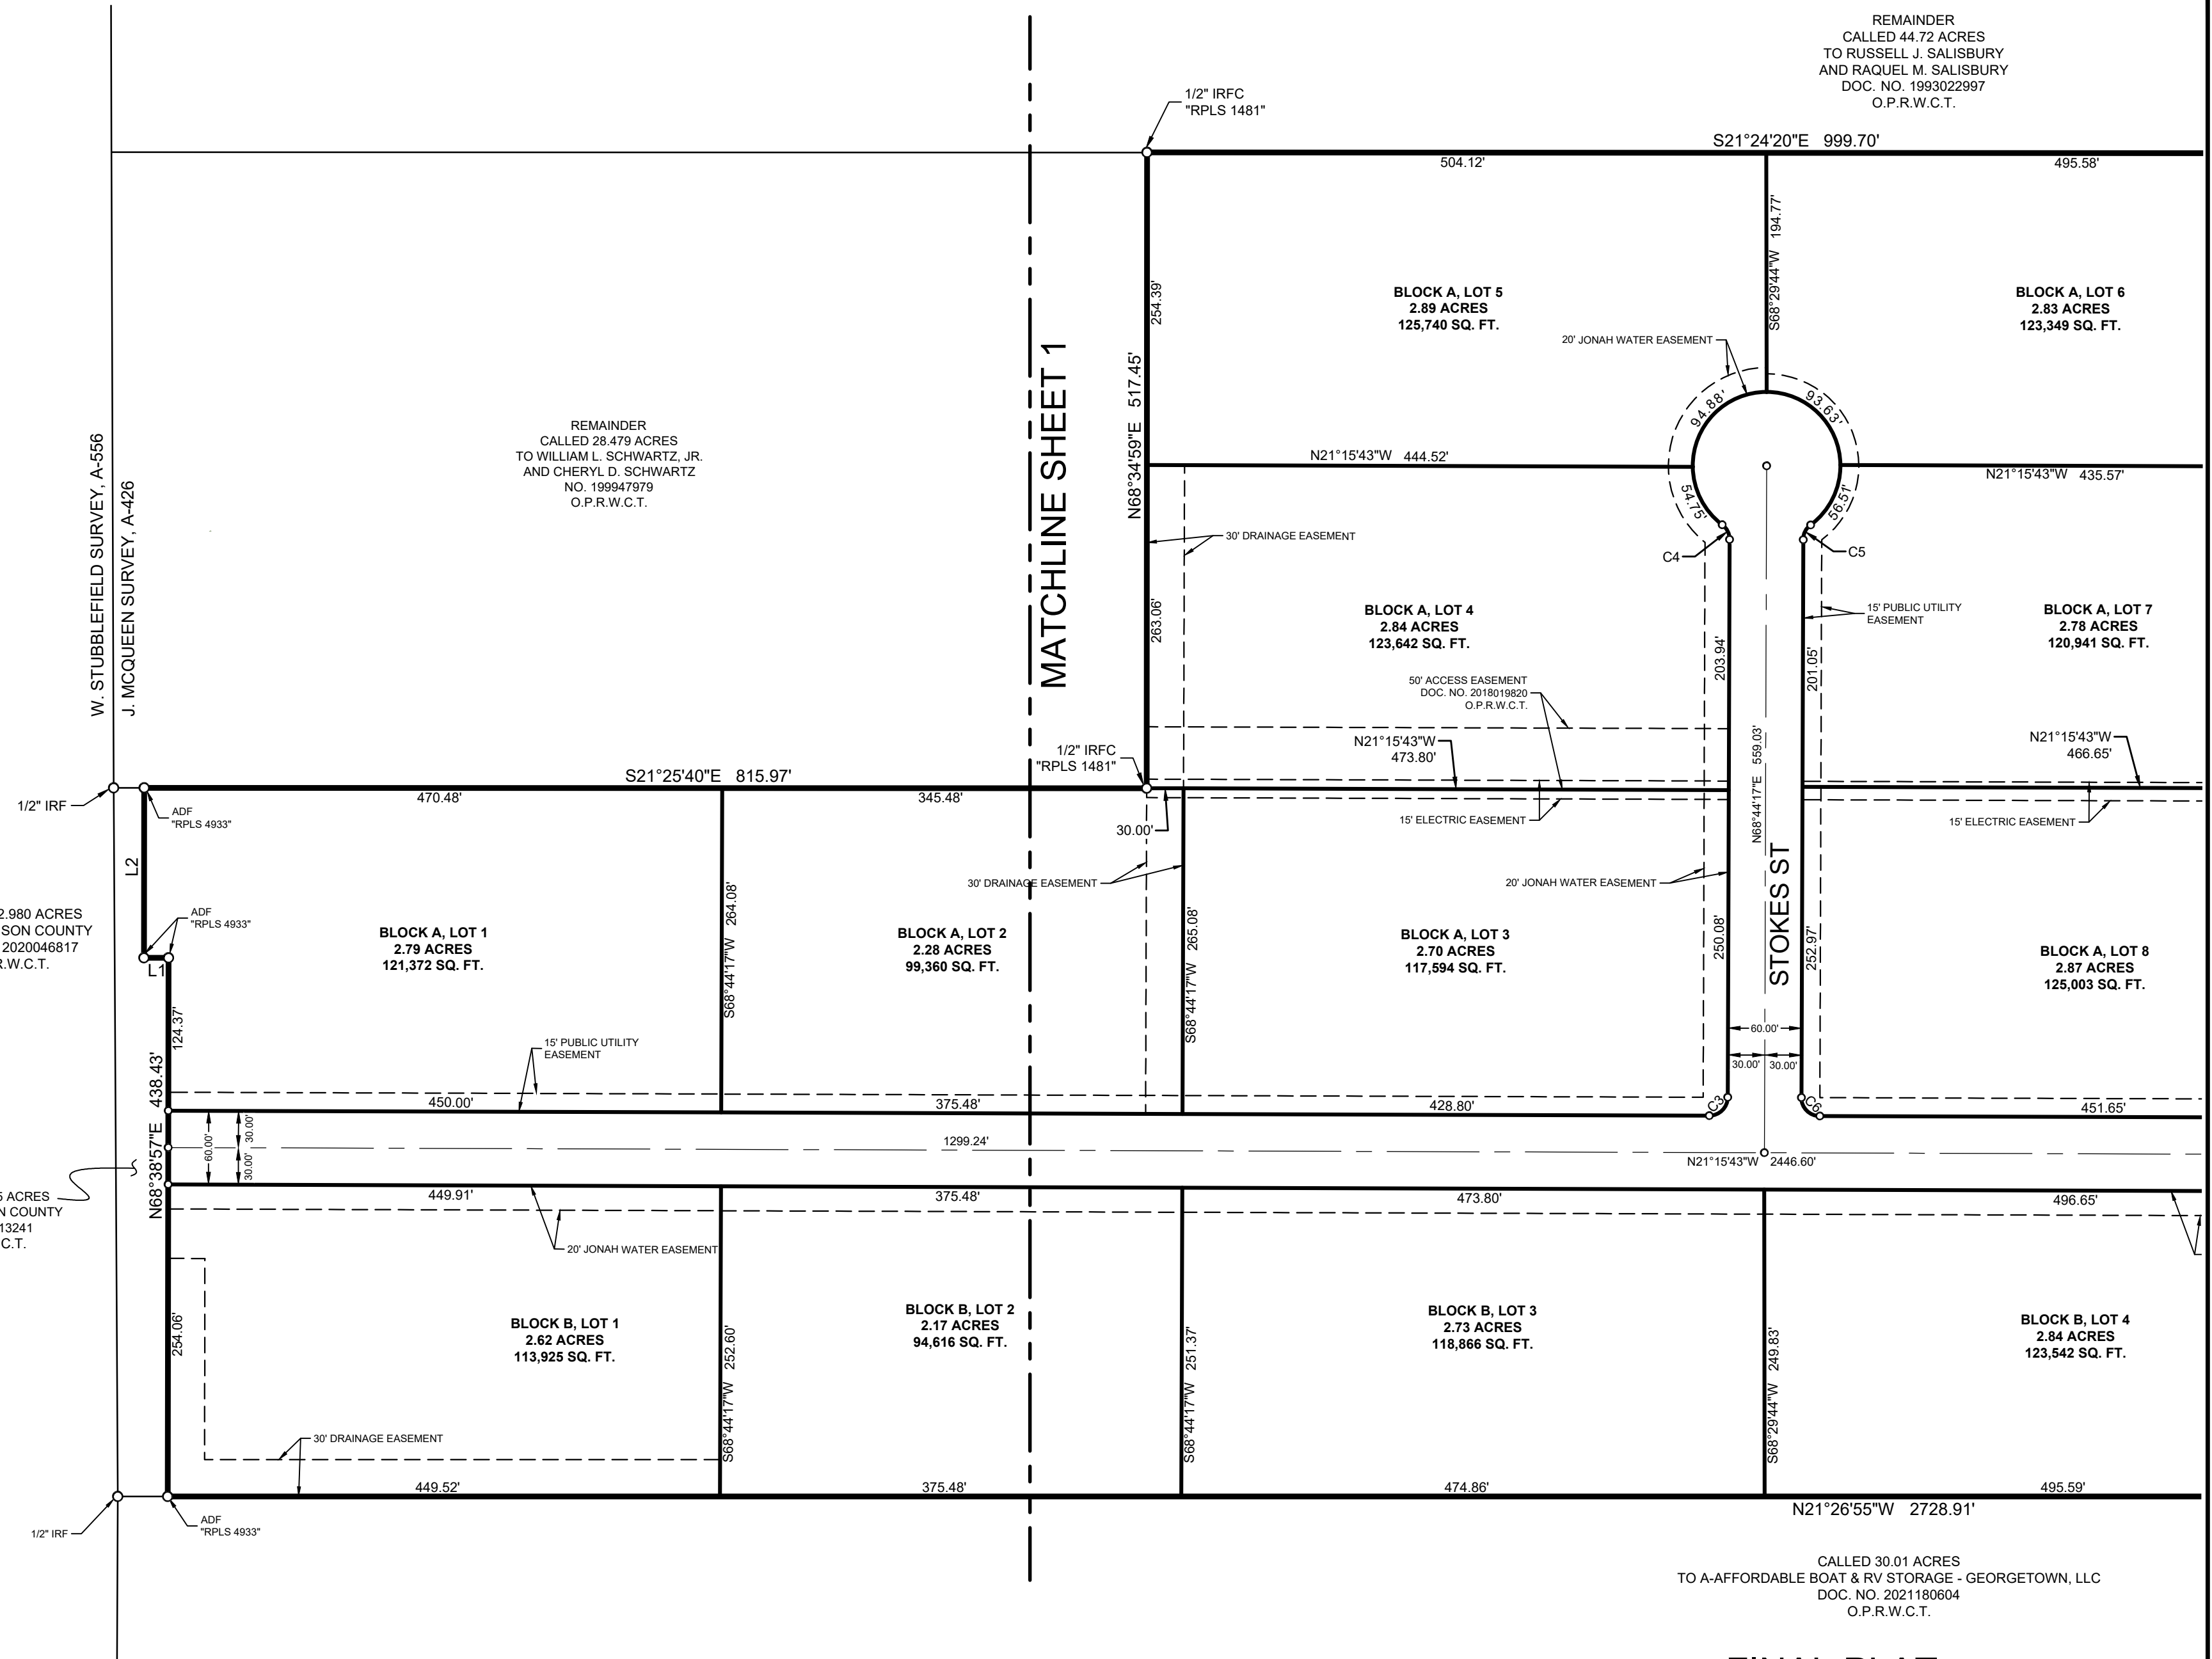 REMAINDER
CALLED 44.72 ACRES
TO RUSSELL J. SALISBURY
AND RAQUEL M. SALISBURY
DOC. NO. 1993022997
O.P.R.W.C.T.
1/2" IRFC
"RPLS 1481"
S21°24'20"E 999.70'
504.12'
495.58'
S68°29'44"W 194.77'
254.39'
BLOCK A, LOT 5
2.89 ACRES
125,740 SQ. FT.
BLOCK A, LOT 6
2.83 ACRES
123,349 SQ. FT.
20' JONAH WATER EASEMENT
MATCHLINE SHEET 1
N68°34'59"E 517.45'
94.88'
93.63'
REMAINDER
CALLED 28.479 ACRES
TO WILLIAM L. SCHWARTZ, JR.
AND CHERYL D. SCHWARTZ
NO. 199947979
O.P.R.W.C.T.
W. STUBBLEFIELD SURVEY, A-556
J. MCQUEEN SURVEY, A-426
N21°15'43"W 444.52'
N21°15'43"W 435.57'
54.75'
56.51'
30' DRAINAGE EASEMENT
C4
C5
263.06'
BLOCK A, LOT 4
2.84 ACRES
123,642 SQ. FT.
15' PUBLIC UTILITY
EASEMENT
BLOCK A, LOT 7
2.78 ACRES
120,941 SQ. FT.
203.94'
201.05'
50' ACCESS EASEMENT
DOC. NO. 2018019820
O.P.R.W.C.T.
N21°15'43"W
473.80'
N68°44'17"E 559.03'
N21°15'43"W
466.65'
1/2" IRFC
"RPLS 1481"
S21°25'40"E 815.97'
470.48'
345.48'
1/2" IRF
ADF
"RPLS 4933"
30.00'
15' ELECTRIC EASEMENT
15' ELECTRIC EASEMENT
L2
30' DRAINAGE EASEMENT
20' JONAH WATER EASEMENT
STOKES ST
2.980 ACRES
SON COUNTY
2020046817
R.W.C.T.
ADF
"RPLS 4933"
L1
BLOCK A, LOT 1
2.79 ACRES
121,372 SQ. FT.
S68°44'17"W 264.08'
BLOCK A, LOT 2
2.28 ACRES
99,360 SQ. FT.
S68°44'17"W 265.08'
BLOCK A, LOT 3
2.70 ACRES
117,594 SQ. FT.
250.08'
252.97'
BLOCK A, LOT 8
2.87 ACRES
125,003 SQ. FT.
124.37'
15' PUBLIC UTILITY
EASEMENT
60.00'
30.00'
30.00'
450.00'
375.48'
428.80'
C3
C6
451.65'
N68°38'57"E 438.43'
60.00'
30.00'
30.00'
1299.24'
N21°15'43"W 2446.60'
5 ACRES
N COUNTY
13241
C.T.
449.91'
375.48'
473.80'
496.65'
20' JONAH WATER EASEMENT
254.06'
BLOCK B, LOT 1
2.62 ACRES
113,925 SQ. FT.
S68°44'17"W 252.60'
BLOCK B, LOT 2
2.17 ACRES
94,616 SQ. FT.
S68°44'17"W 251.37'
BLOCK B, LOT 3
2.73 ACRES
118,866 SQ. FT.
S68°29'44"W 249.83'
BLOCK B, LOT 4
2.84 ACRES
123,542 SQ. FT.
30' DRAINAGE EASEMENT
449.52'
375.48'
474.86'
495.59'
N21°26'55"W 2728.91'
1/2" IRF
ADF
"RPLS 4933"
CALLED 30.01 ACRES
TO A-AFFORDABLE BOAT & RV STORAGE - GEORGETOWN, LLC
DOC. NO. 2021180604
O.P.R.W.C.T.
FINAL PLAT